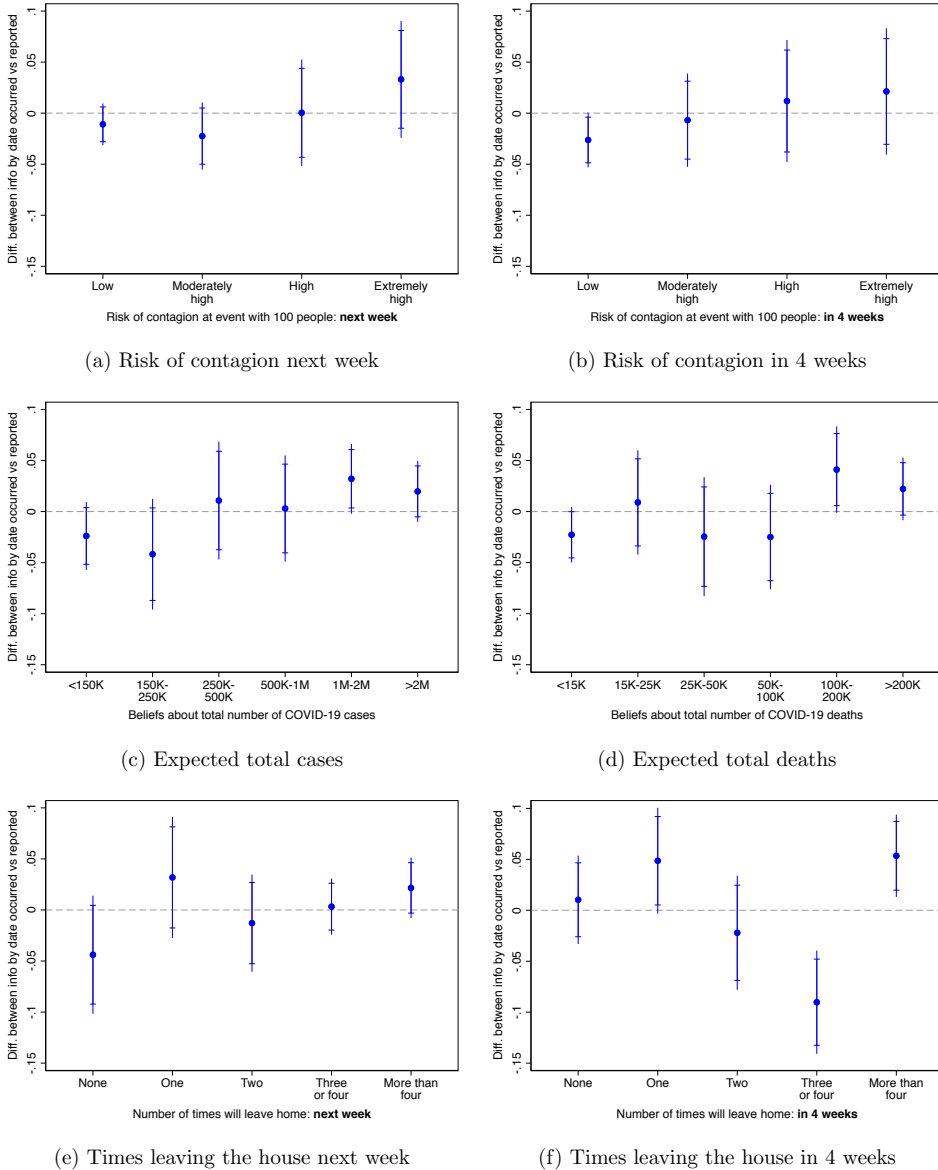 Diff. between info by date occurred vs reported
.1
.05
0
-.05
-.1
-.15
Low
Moderately
high
High
Extremely
high
Risk of contagion at event with 100 people: next week
(a) Risk of contagion next week
Diff. between info by date occurred vs reported
.1
.05
0
-.05
-.1
-.15
Low
Moderately
high
High
Extremely
high
Risk of contagion at event with 100 people: in 4 weeks
(b) Risk of contagion in 4 weeks
Diff. between info by date occurred vs reported
.1
.05
0
-.05
-.1
-.15
<150K
150K-
250K
250K-
500K
500K-1M
1M-2M
>2M
Beliefs about total number of COVID-19 cases
(c) Expected total cases
Diff. between info by date occurred vs reported
.1
.05
0
-.05
-.1
-.15
<15K
15K-25K
25K-50K
50K-
100K
100K-
200K
>200K
Beliefs about total number of COVID-19 deaths
(d) Expected total deaths
Diff. between info by date occurred vs reported
.1
.05
0
-.05
-.1
-.15
None
One
Two
Three
or four
More than
four
Number of times will leave home: next week
(e) Times leaving the house next week
Diff. between info by date occurred vs reported
.1
.05
0
-.05
-.1
-.15
None
One
Two
Three
or four
More than
four
Number of times will leave home: in 4 weeks
(f) Times leaving the house in 4 weeks